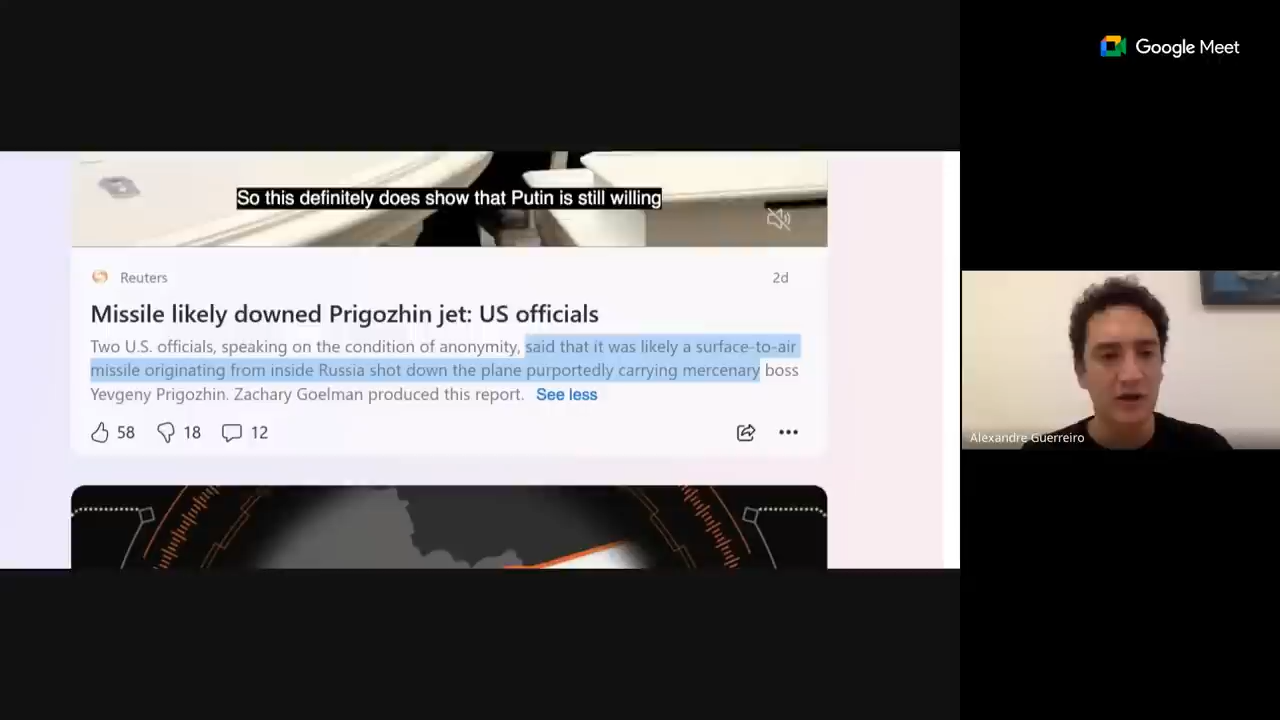 Google Meet
So this definitely does show that Putin is still willing
Reuters
2d
Missile likely downed Prigozhin jet: US officials
Two U.S. officials, speaking on the condition of anonymity, said that it was likely a surface-to-air
missile originating from inside Russia shot down the plane purportedly carrying mercenary boss
Yevgeny Prigozhin. Zachary Goelman produced this report. See less
58 18 12
Alexandre Guerreiro